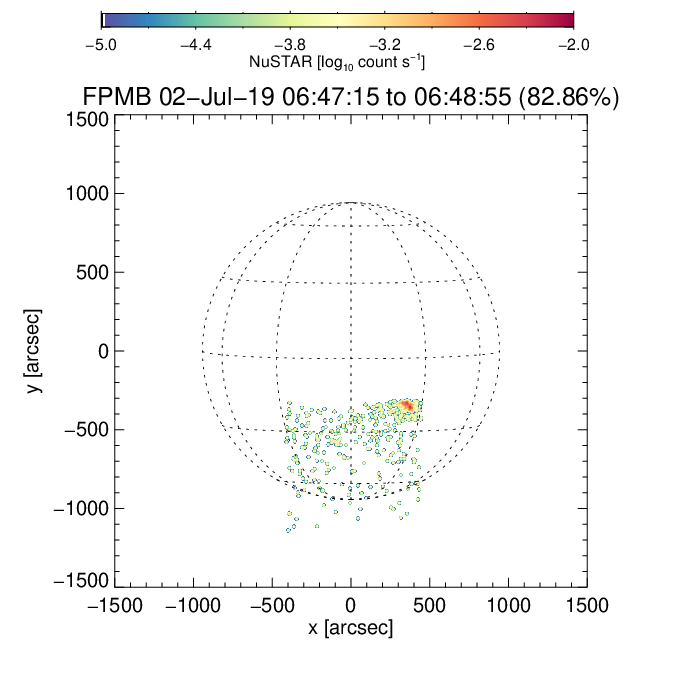 −5.0 −4.4 −3.8 −3.2 −2.6 −2.0
NuSTAR [log10 count s−1]
FPMB 02−Jul−19 06:47:15 to 06:48:55 (82.86%)
1500
1000
500
0
−500
−1000
−1500
y [arcsec]
−1500 −1000 −500 0 500 1000 1500
x [arcsec]